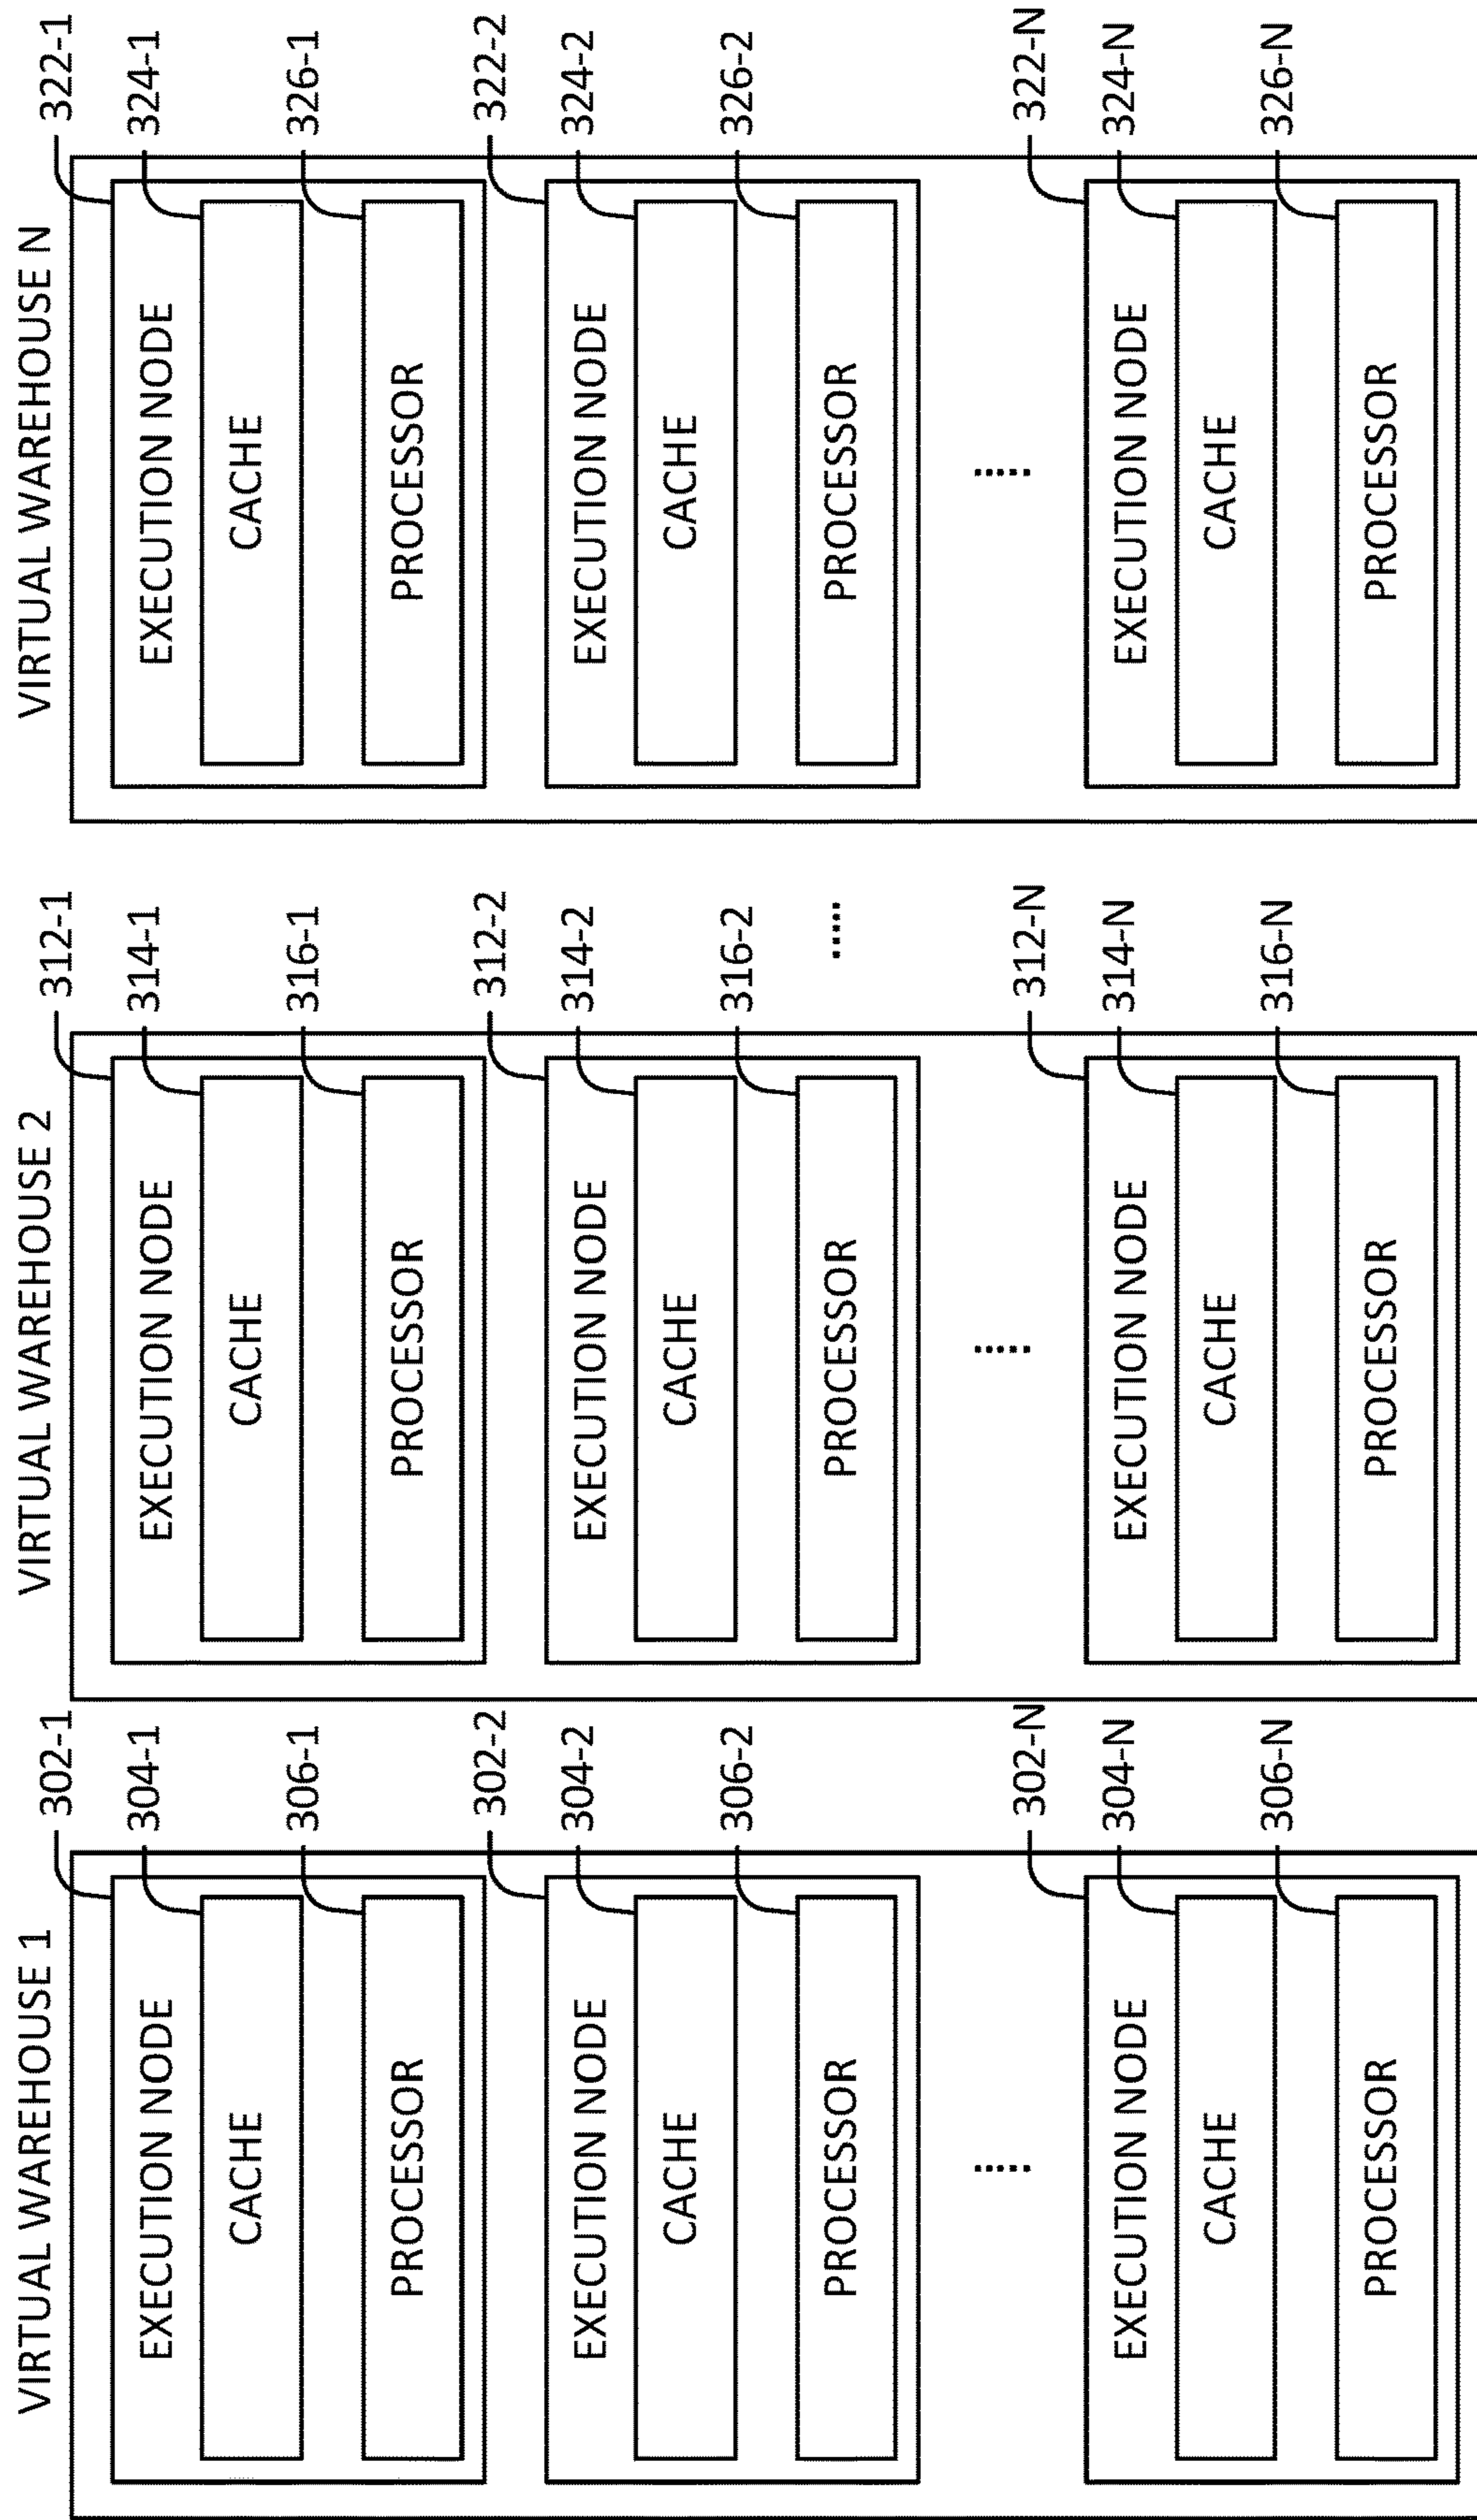 VIRTUAL WAREHOUSE 1
302-1
EXECUTION NODE
304-1
CACHE
306-1
PROCESSOR
302-2
EXECUTION NODE
304-2
CACHE
306-2
PROCESSOR
.....
302-N
EXECUTION NODE
304-N
CACHE
306-N
PROCESSOR
VIRTUAL WAREHOUSE 2
312-1
EXECUTION NODE
314-1
CACHE
316-1
PROCESSOR
312-2
EXECUTION NODE
314-2
CACHE
316-2
PROCESSOR
.....
.....
312-N
EXECUTION NODE
314-N
CACHE
316-N
PROCESSOR
VIRTUAL WAREHOUSE N
322-1
EXECUTION NODE
324-1
CACHE
326-1
PROCESSOR
322-2
EXECUTION NODE
324-2
CACHE
326-2
PROCESSOR
.....
322-N
EXECUTION NODE
324-N
CACHE
326-N
PROCESSOR